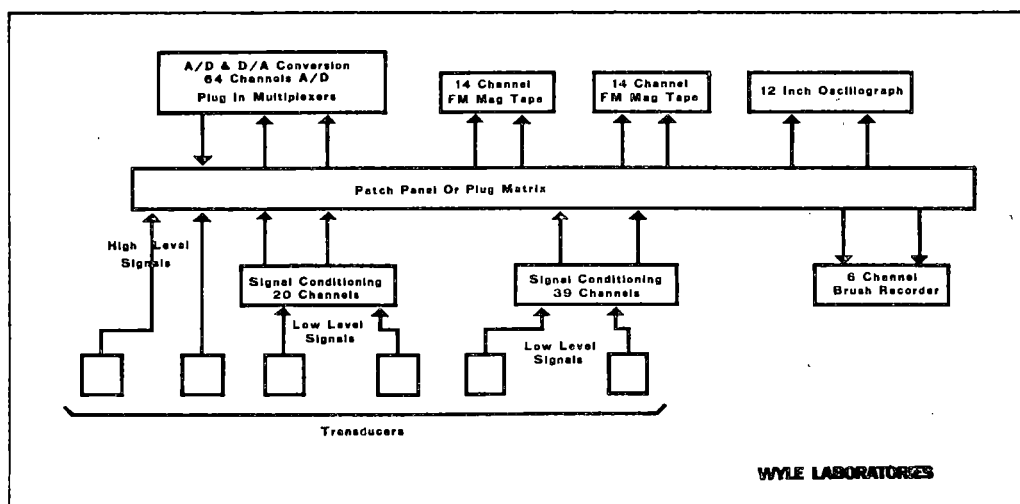 A/D & D/A Conversion
64 Channels A/D
Plug In Multiplexers
14 Channel
FM Mag Tape
14 Channel
FM Mag Tape
12 Inch Oscillograph
Patch Panel Or Plug Matrix
High Level
Signals
Signal Conditioning
20 Channels
Signal Conditioning
39 Channels
6 Channel
Brush Recorder
Low Level
Signals
Low Level
Signals
Transducers
WYLE LABORATORIES